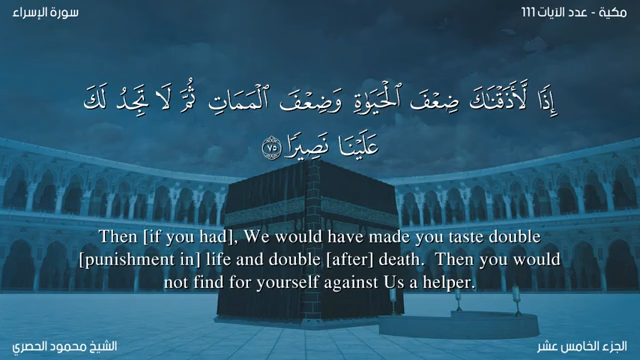 مكية - عدد الآيات 111
سورة الإسراء
إِذًا لَّأَذَقْنَٰكَ ضِعْفَ ٱلْحَيَوٰةِ وَضِعْفَ ٱلْمَمَاتِ ثُمَّ لَا تَجِدُ لَكَ
عَلَيْنَا نَصِيرًا ٧٥
Then [if you had], We would have made you taste double
[punishment in] life and double [after] death.  Then you would
not find for yourself against Us a helper.
الجزء الخامس عشر
الشيخ محمود الحصري